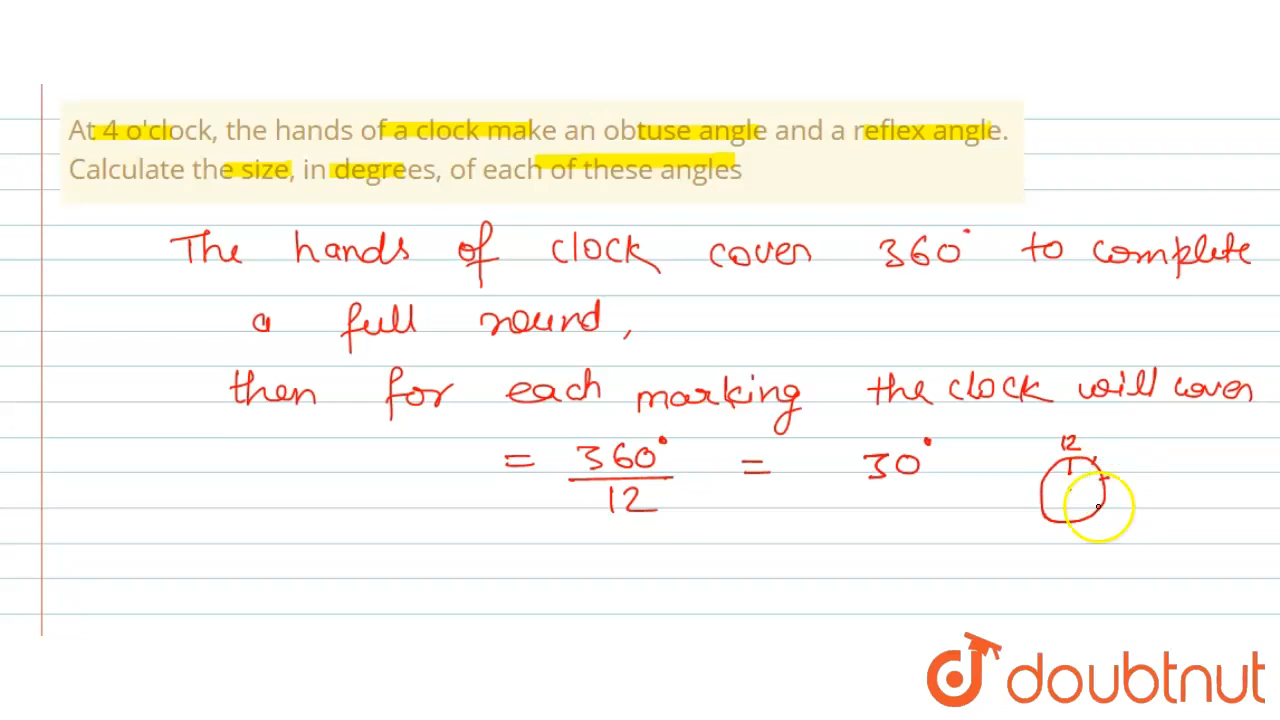 At 4 o'clock, the hands of a clock make an obtuse angle and a reflex angle.
Calculate the size, in degrees, of each of these angles
The hands of clock cover 360° to complete
a full round,
then for each marking the clock will cover
= 360°/12 = 30°
12
doubtnut